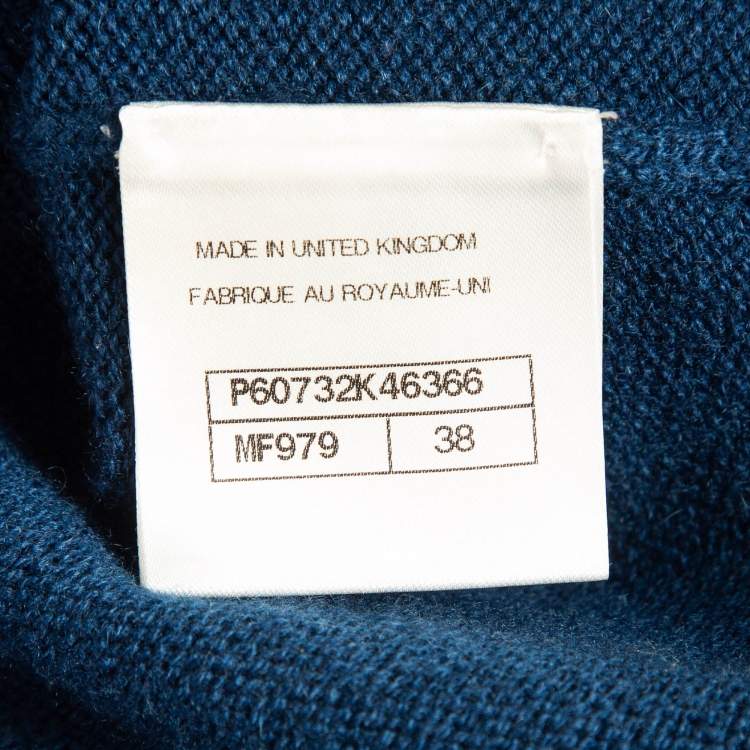 MADE IN UNITED KINGDOM
FABRIQUE AU ROYAUME-UNI
P60732K46366
MF979 38